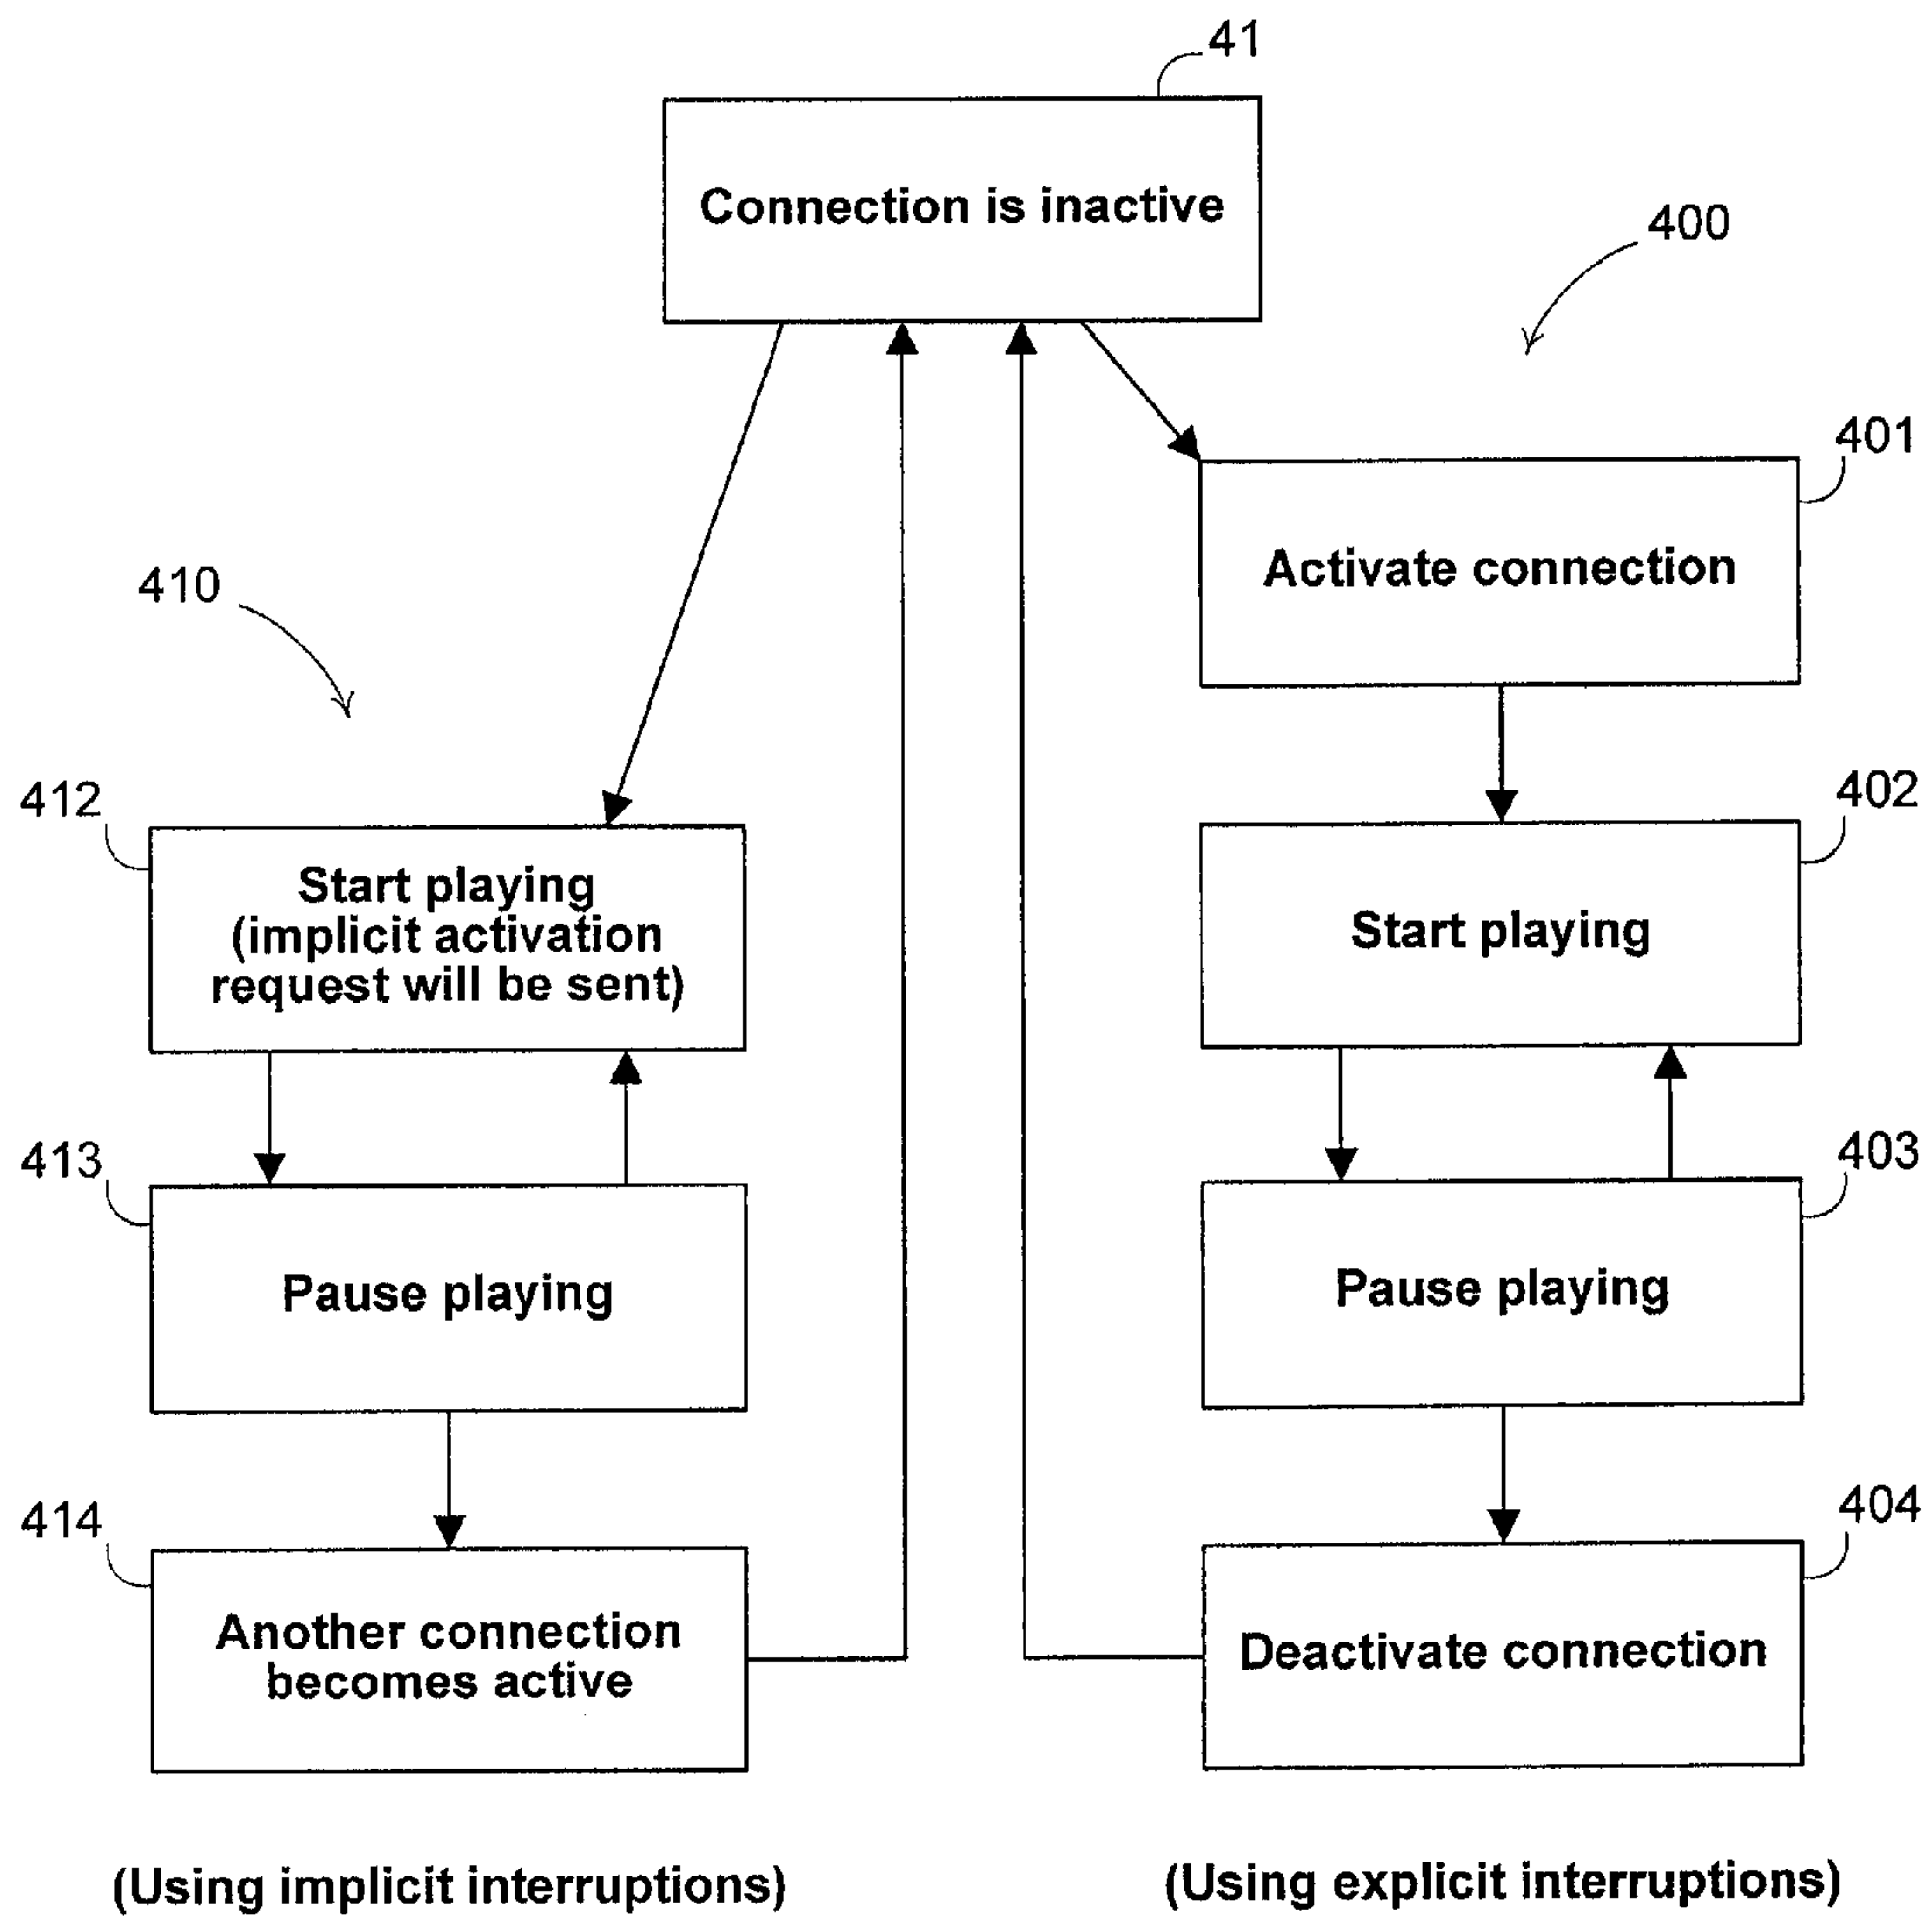 41
Connection is inactive
400
401
Activate connection
410
412
Start playing
(implicit activation
request will be sent)
402
Start playing
413
Pause playing
403
Pause playing
414
Another connection
becomes active
404
Deactivate connection
(Using implicit interruptions)
(Using explicit interruptions)